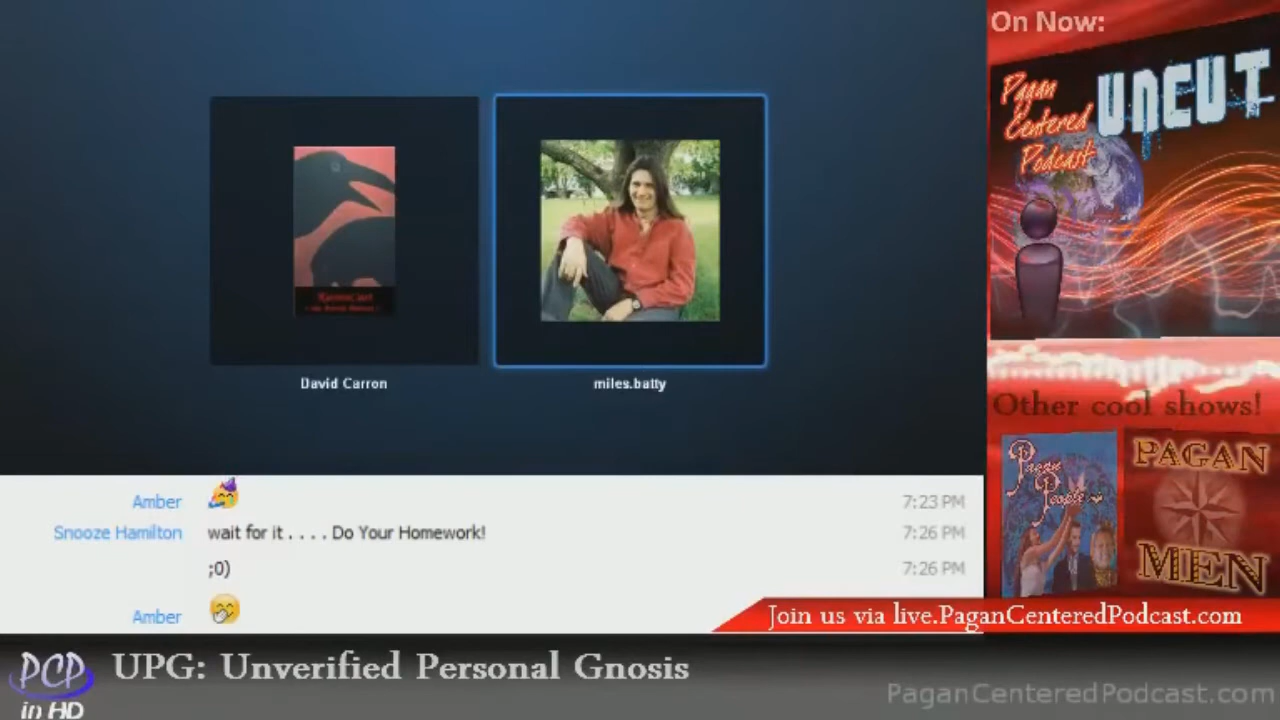 On Now:
Pagan
Centered
Podcast
UNCUT
David Carron
miles.batty
Other cool shows!
Pagan
People
PAGAN
MEN
Amber
7:23 PM
Snooze Hamilton wait for it . . . . Do Your Homework! 7:26 PM
;0) 7:26 PM
Amber
Join us via live.PaganCenteredPodcast.com
PCP
in HD
UPG: Unverified Personal Gnosis
PaganCenteredPodcast.com